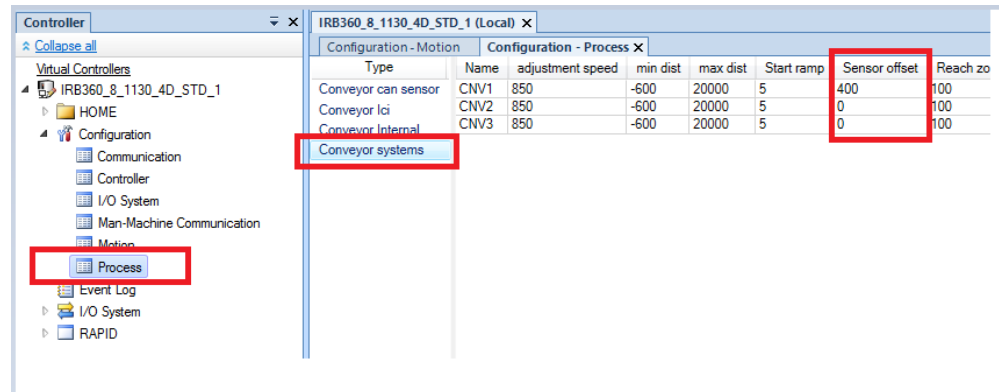 Controller
Collapse all
Virtual Controllers
IRB360_8_1130_4D_STD_1
HOME
Configuration
Communication
Controller
I/O System
Man-Machine Communication
Motion
Process
Event Log
I/O System
RAPID
IRB360_8_1130_4D_STD_1 (Local)
Configuration - Motion Configuration - Process
Type Name adjustment speed min dist max dist Start ramp Sensor offset Reach zo
Conveyor can sensor CNV1 850 -600 20000 5 400 100
Conveyor Ici CNV2 850 -600 20000 5 0 100
Conveyor Internal CNV3 850 -600 20000 5 0 100
Conveyor systems